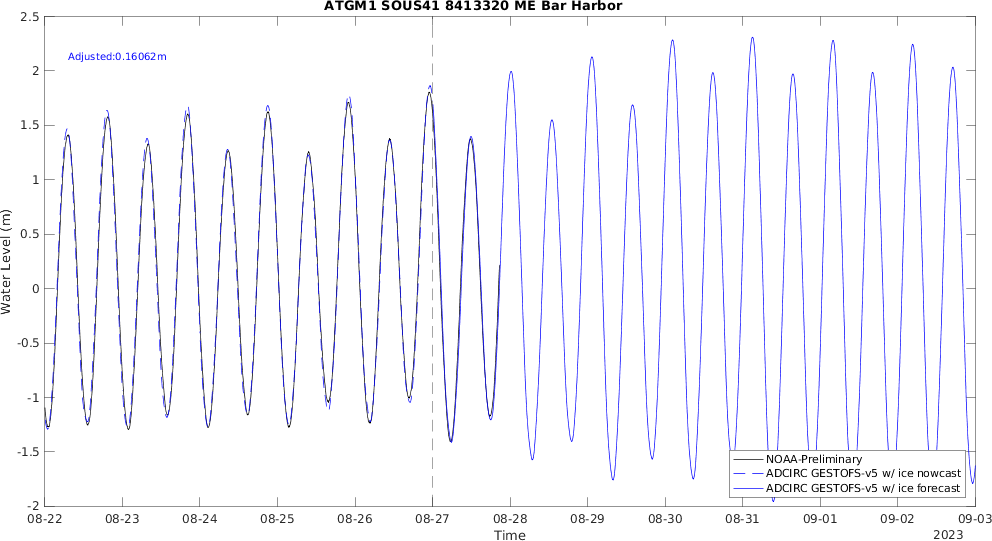 ATGM1 SOUS41 8413320 ME Bar Harbor
Adjusted:0.16062m
Water Level (m)
2.5
2
1.5
1
0.5
0
-0.5
-1
-1.5
-2
NOAA-Preliminary
ADCIRC GESTOFS-v5 w/ ice nowcast
ADCIRC GESTOFS-v5 w/ ice forecast
08-22 08-23 08-24 08-25 08-26 08-27 08-28 08-29 08-30 08-31 09-01 09-02 09-03
Time
2023